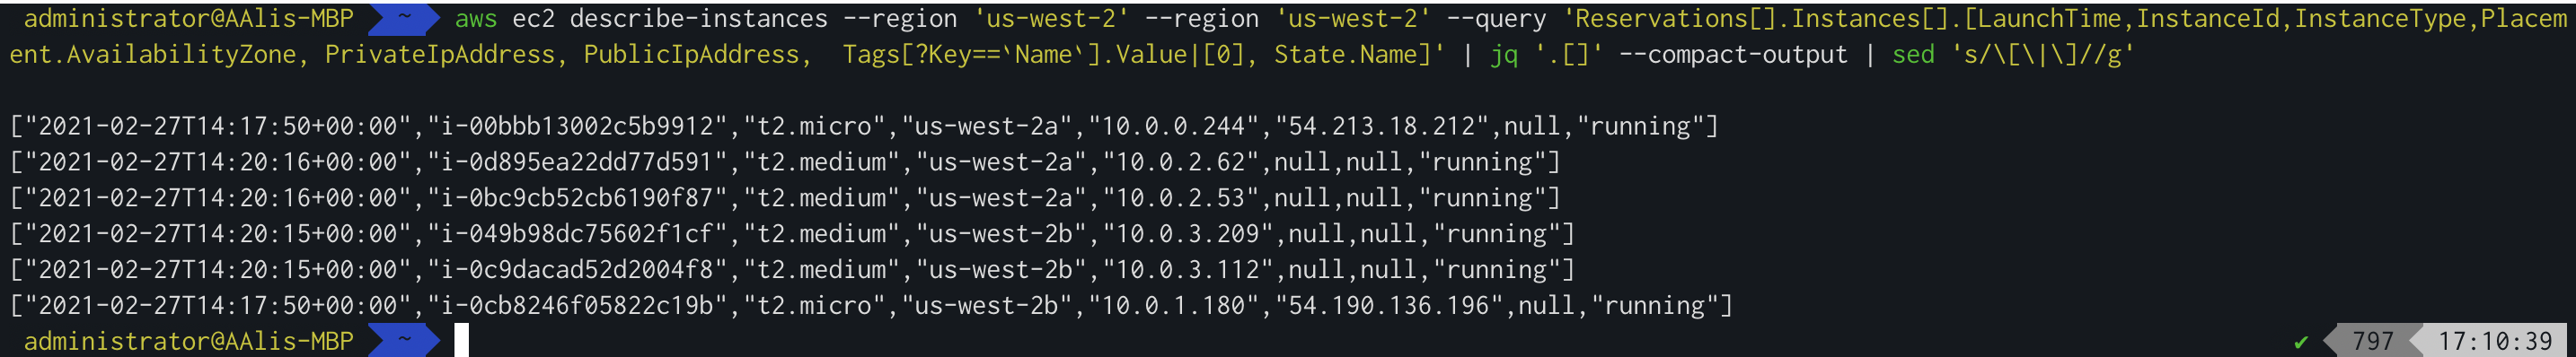 administrator@AAlis-MBP ~ aws ec2 describe-instances --region 'us-west-2' --region 'us-west-2' --query 'Reservations[].Instances[].[LaunchTime,InstanceId,InstanceType,Placem
ent.AvailabilityZone, PrivateIpAddress, PublicIpAddress,  Tags[?Key==`Name`].Value|[0], State.Name]' | jq '.[]' --compact-output | sed 's/\[\|\]//g'
["2021-02-27T14:17:50+00:00","i-00bbb13002c5b9912","t2.micro","us-west-2a","10.0.0.244","54.213.18.212",null,"running"]
["2021-02-27T14:20:16+00:00","i-0d895ea22dd77d591","t2.medium","us-west-2a","10.0.2.62",null,null,"running"]
["2021-02-27T14:20:16+00:00","i-0bc9cb52cb6190f87","t2.medium","us-west-2a","10.0.2.53",null,null,"running"]
["2021-02-27T14:20:15+00:00","i-049b98dc75602f1cf","t2.medium","us-west-2b","10.0.3.209",null,null,"running"]
["2021-02-27T14:20:15+00:00","i-0c9dacad52d2004f8","t2.medium","us-west-2b","10.0.3.112",null,null,"running"]
["2021-02-27T14:17:50+00:00","i-0cb8246f05822c19b","t2.micro","us-west-2b","10.0.1.180","54.190.136.196",null,"running"]
administrator@AAlis-MBP ~ ✔ 797 17:10:39